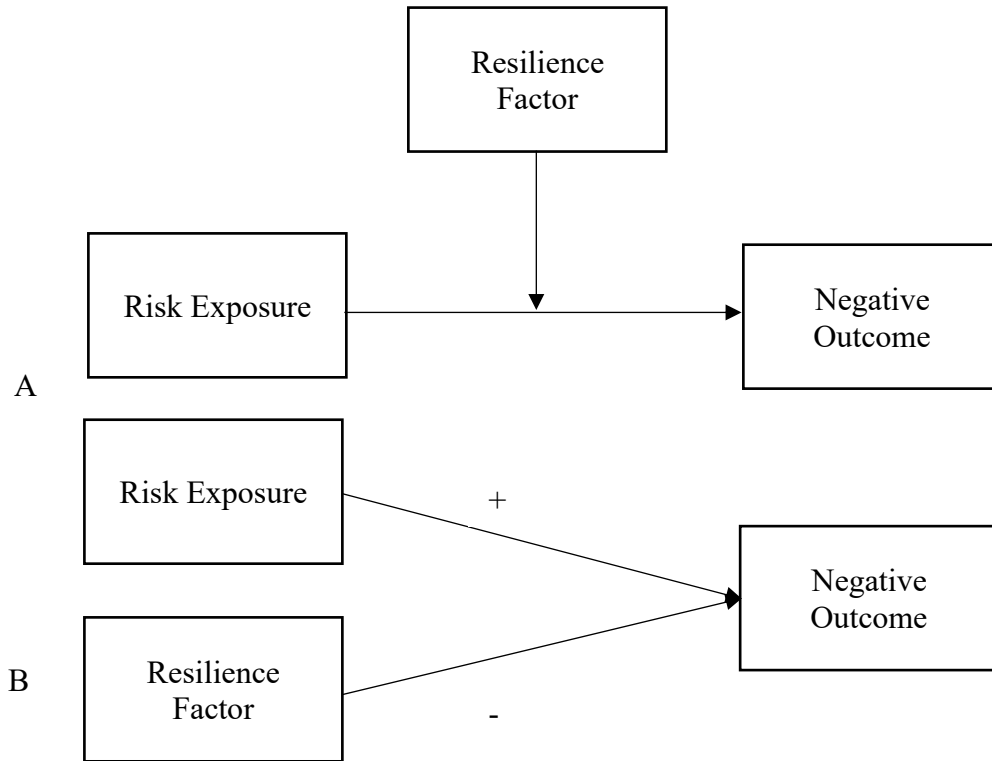 Resilience
Factor
Risk Exposure
Negative
Outcome
A
Risk Exposure
+
Negative
Outcome
B
Resilience
Factor
-